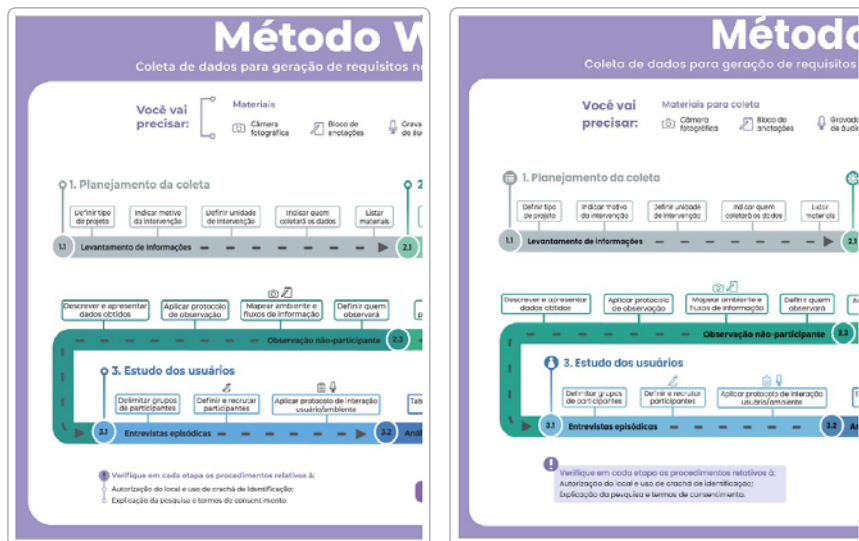 Método W
Coleta de dados para geração de requisitos n
Você vai
precisar:
Materiais
Câmera
fotográfica
Bloco de
anotações
Grava
de áu
1. Planejamento da coleta
2
Definir tipo
de projeto
Indicar motivo
da intervenção
Definir unidade
de intervenção
Indicar quem
coletará os dados
Listar
materiais
1.1
Levantamento de informações
2.1
Descrever e apresentar
dados obtidos
Aplicar protocolo
de observação
Mapear ambiente e
fluxos de informação
Definir quem
observará
Observação não-participante
2.3
3. Estudo dos usuários
Delimitar grupos
de participantes
Definir e recrutar
participantes
Aplicar protocolo de interação
usuário/ambiente
Tab
3.1
Entrevistas episódicas
3.2
Anál
Verifique em cada etapa os procedimentos relativos à:
Autorização do local e uso de crachá de identificação;
Explicação da pesquisa e termos de consentimento.
Método
Coleta de dados para geração de requisitos
Você vai
precisar:
Materiais para coleta
Câmera
fotográfica
Bloco de
anotações
Gravado
de áudi
1. Planejamento da coleta
Definir tipo
de projeto
Indicar motivo
da intervenção
Definir unidade
de intervenção
Indicar quem
coletará os dados
Listar
materiais
1.1
Levantamento de informações
2.1
Descrever e apresentar
dados obtidos
Aplicar protocolo
de observação
Mapear ambiente e
fluxos de informação
Definir quem
observará
Observação não-participante
2.3
3. Estudo dos usuários
Delimitar grupos
de participantes
Definir e recrutar
participantes
Aplicar protocolo de interação
usuário/ambiente
3.1
Entrevistas episódicas
3.2
An
Verifique em cada etapa os procedimentos relativos à:
Autorização do local e uso de crachá de identificação;
Explicação da pesquisa e termos de consentimento.